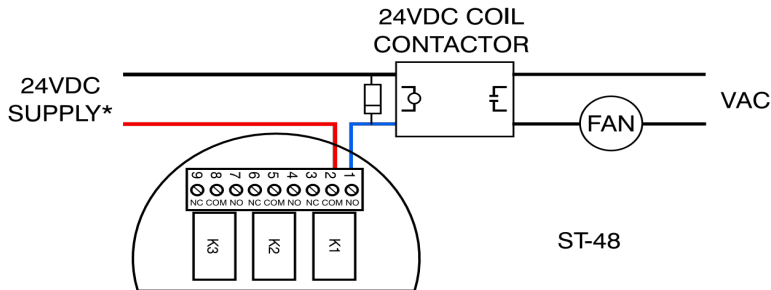 24VDC COIL
CONTACTOR
24VDC
SUPPLY*
VAC
FAN
9 8 7 6 5 4 3 2 1
NC COM NO NC COM NO NC COM NO
K3 K2 K1
ST-48